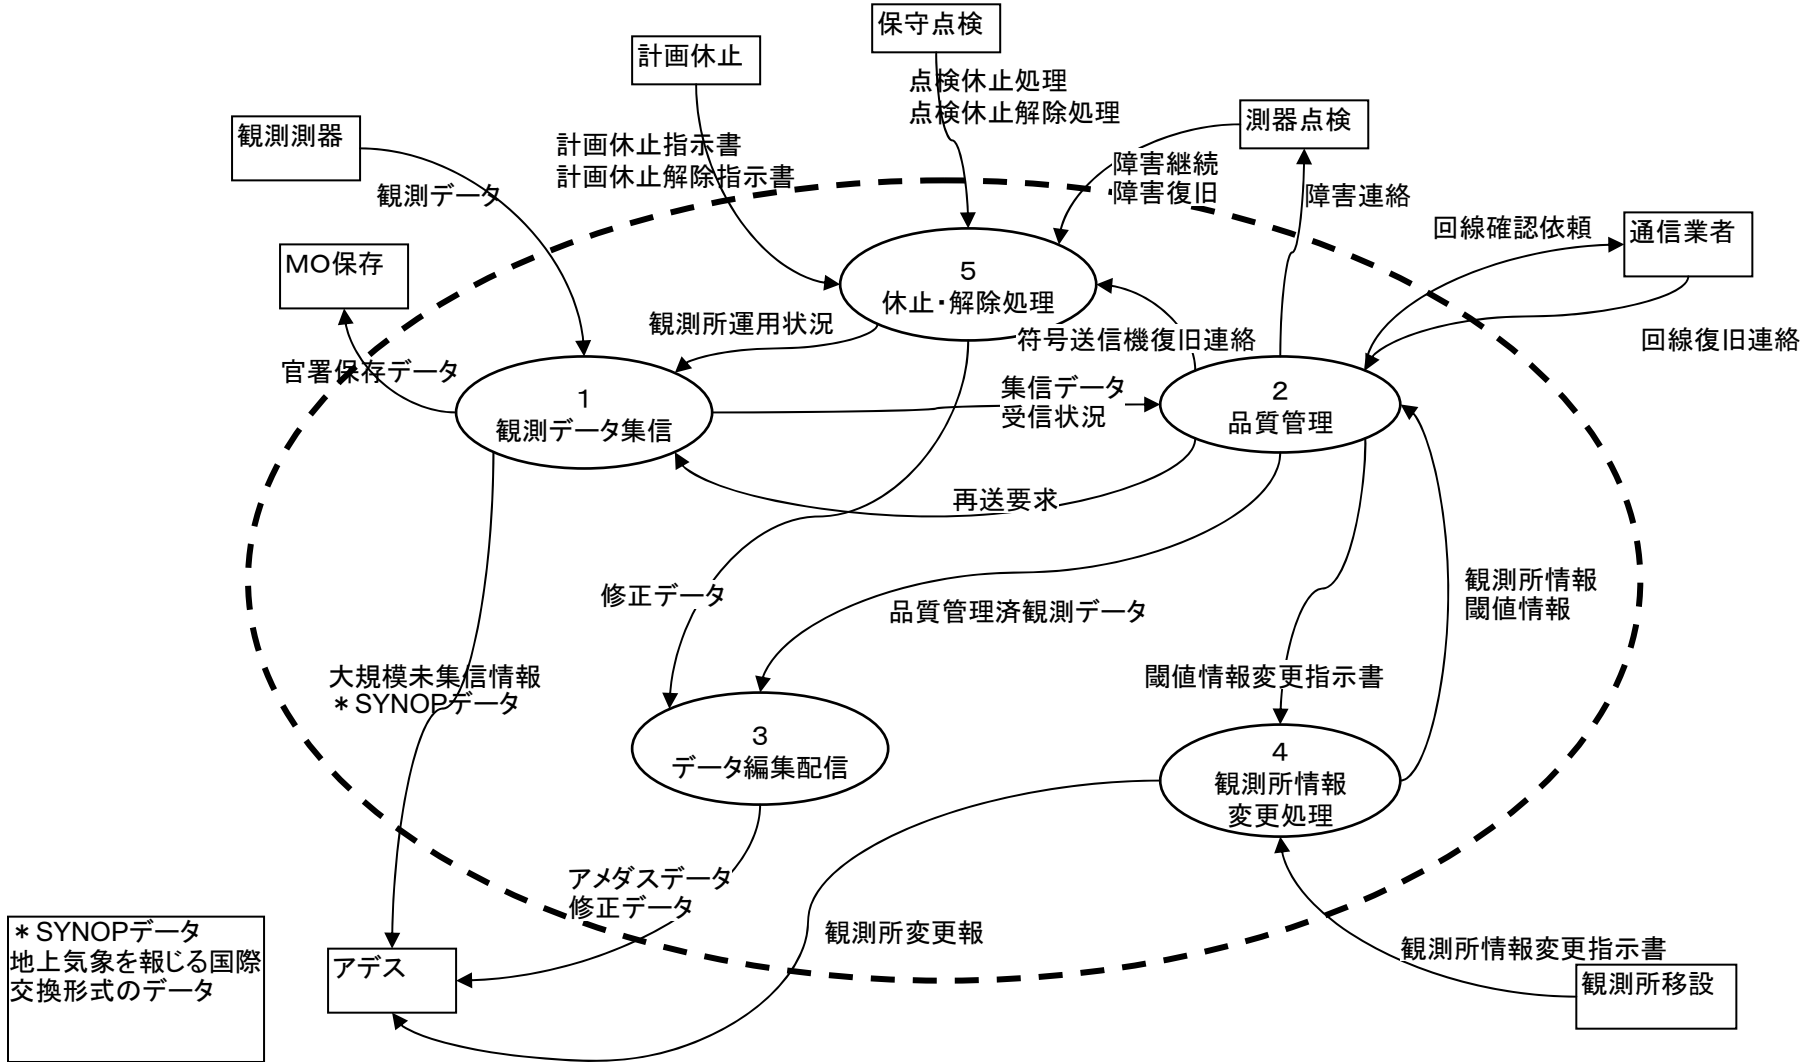 保守点検
計画休止
点検休止処理
点検休止解除処理
測器点検
観測測器
計画休止指示書
計画休止解除指示書
障害継続
障害復旧
観測データ
障害連絡
回線確認依頼
通信業者
MO保存
5
休止・解除処理
観測所運用状況
符号送信機復旧連絡
回線復旧連絡
官署保存データ
1
観測データ集信
集信データ
受信状況
2
品質管理
再送要求
修正データ
品質管理済観測データ
観測所情報
閾値情報
大規模未集信情報
*SYNOPデータ
閾値情報変更指示書
3
データ編集配信
4
観測所情報
変更処理
アメダスデータ
修正データ
観測所変更報
観測所情報変更指示書
*SYNOPデータ
地上気象を報じる国際
交換形式のデータ
アデス
観測所移設